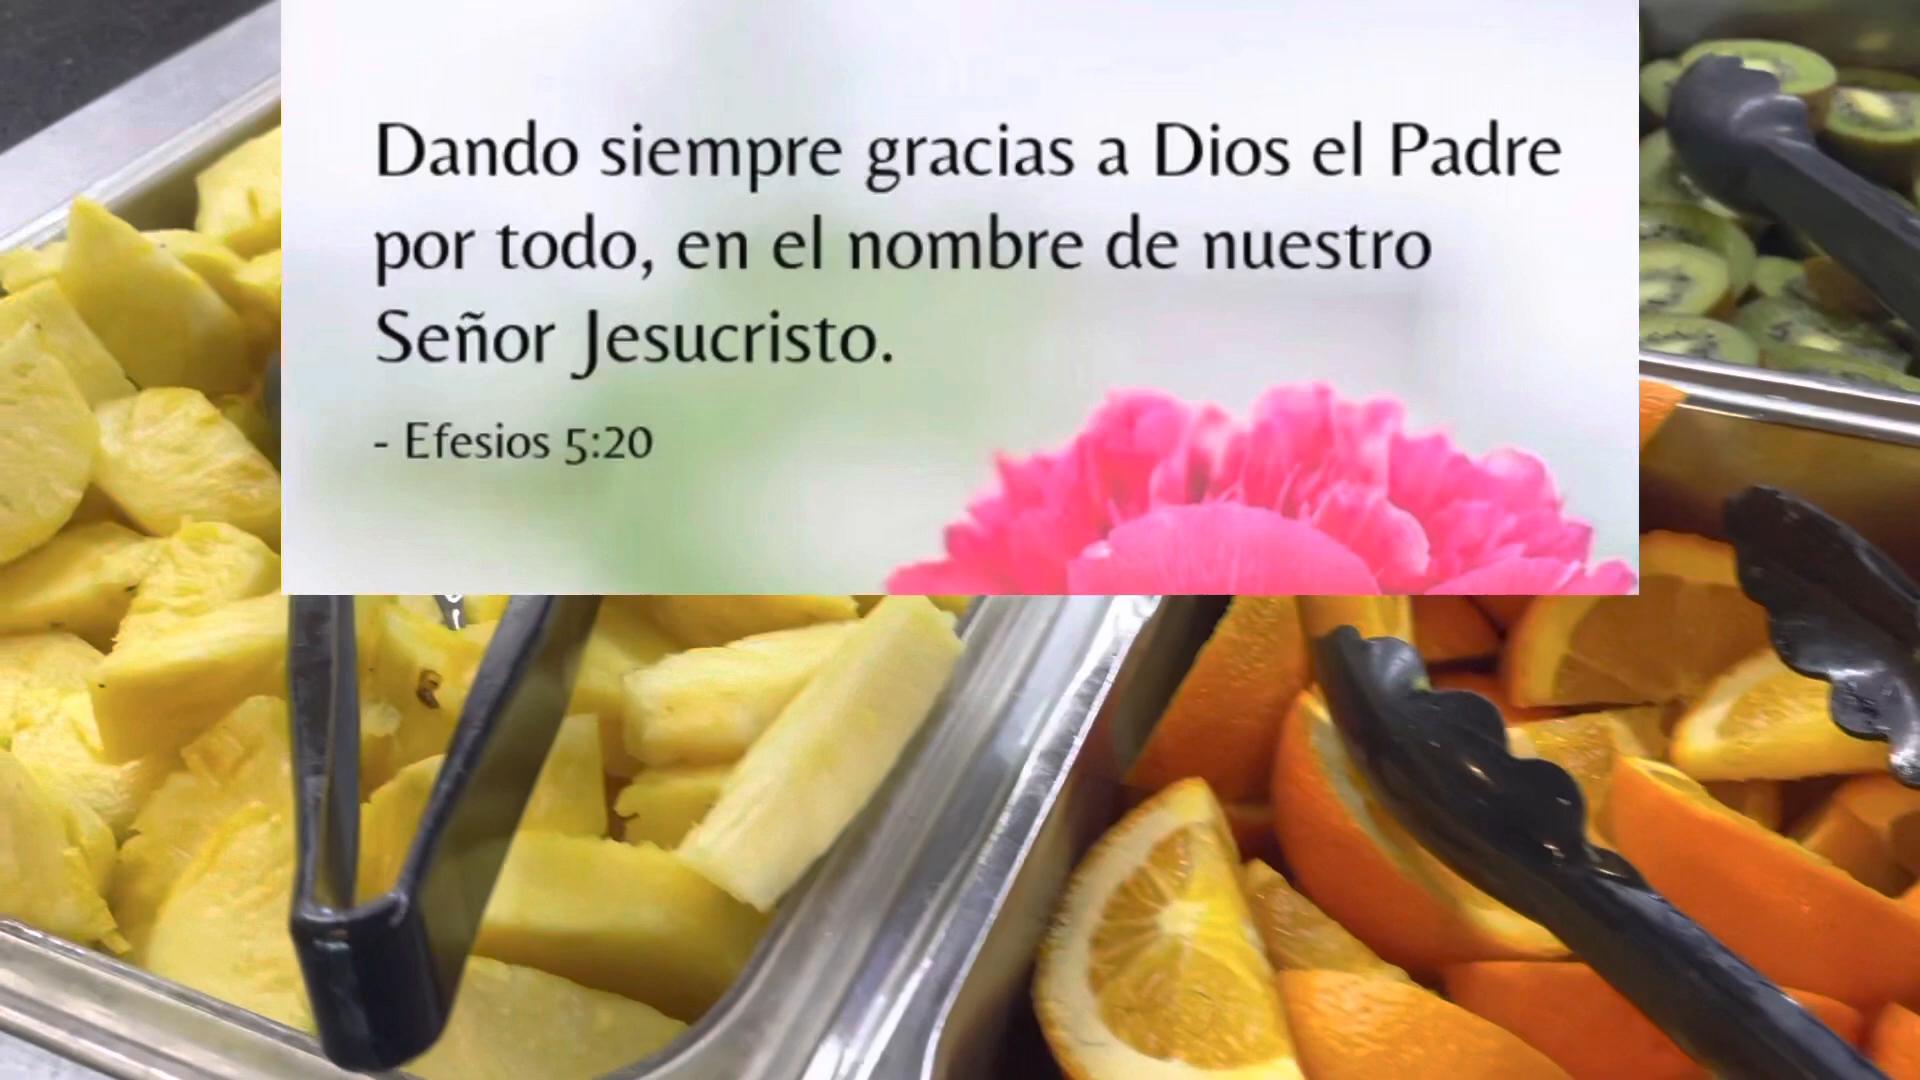 Dando siempre gracias a Dios el Padre
por todo, en el nombre de nuestro
Señor Jesucristo.
- Efesios 5:20